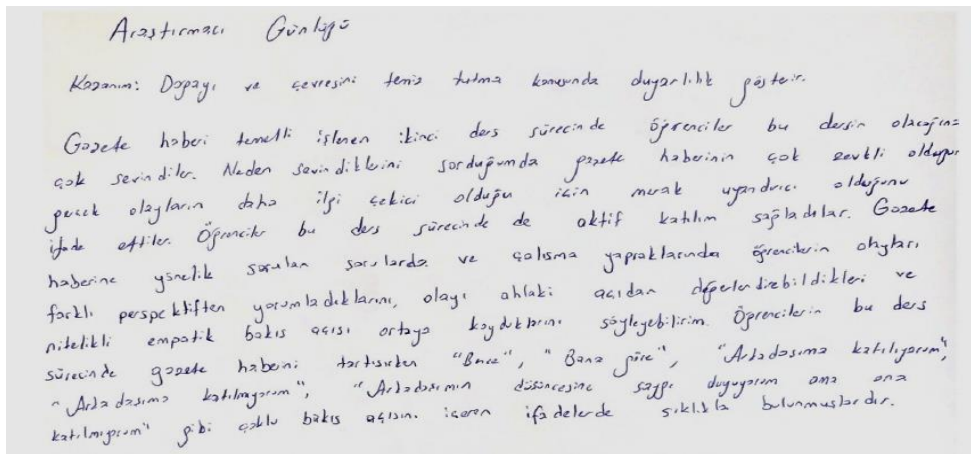 Araştırmacı Günlüğü
Kazanım: Doğayı ve çevresini temiz tutma konusunda duyarlılık gösterir.
Gazete haberi temelli işlenen ikinci ders sürecinde öğrenciler bu dersin olacağına
çok sevindiler. Neden sevindiklerini sorduğumda gazete haberinin çok zevkli olduğunu
gerçek olayların daha ilgi çekici olduğu için merak uyandırıcı olduğunu
ifade ettiler. Öğrenciler bu ders sürecinde de aktif katılım sağladılar. Gazete
haberine yönelik sorulan sorularda ve çalışma yapraklarında öğrencilerin olayları
farklı perspektiften yorumladıklarını, olayı ahlaki açıdan değerlendirebildikleri ve
nitelikli empatik bakış açısı ortaya koyduklarını söyleyebilirim. Öğrencilerin bu ders
sürecinde gazete haberini tartışırken "Bence", "Bana göre", "Arkadaşıma katılıyorum",
"Arkadaşıma katılmıyorum", "Arkadaşımın düşüncesine saygı duyuyorum ama ona
katılmıyorum" gibi çoklu bakış açısını içeren ifadelerde sıklıkla bulunmuşlardır.